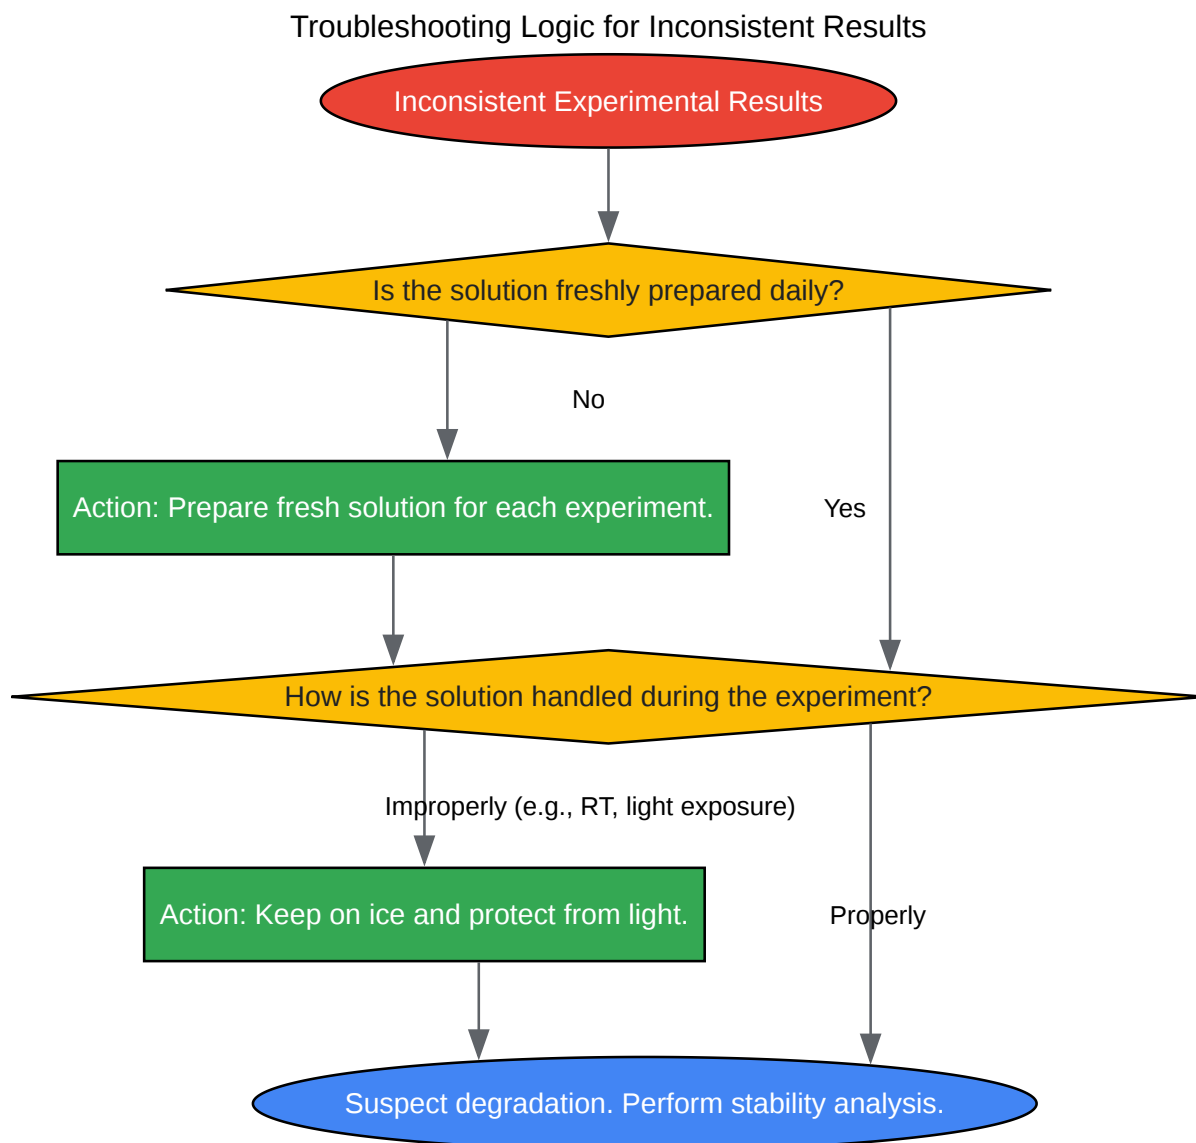 Troubleshooting Logic for Inconsistent Results
Inconsistent Experimental Results
Is the solution freshly prepared daily?
No
Action: Prepare fresh solution for each experiment.
Yes
How is the solution handled during the experiment?
Improperly (e.g., RT, light exposure)
Action: Keep on ice and protect from light.
Properly
Suspect degradation. Perform stability analysis.